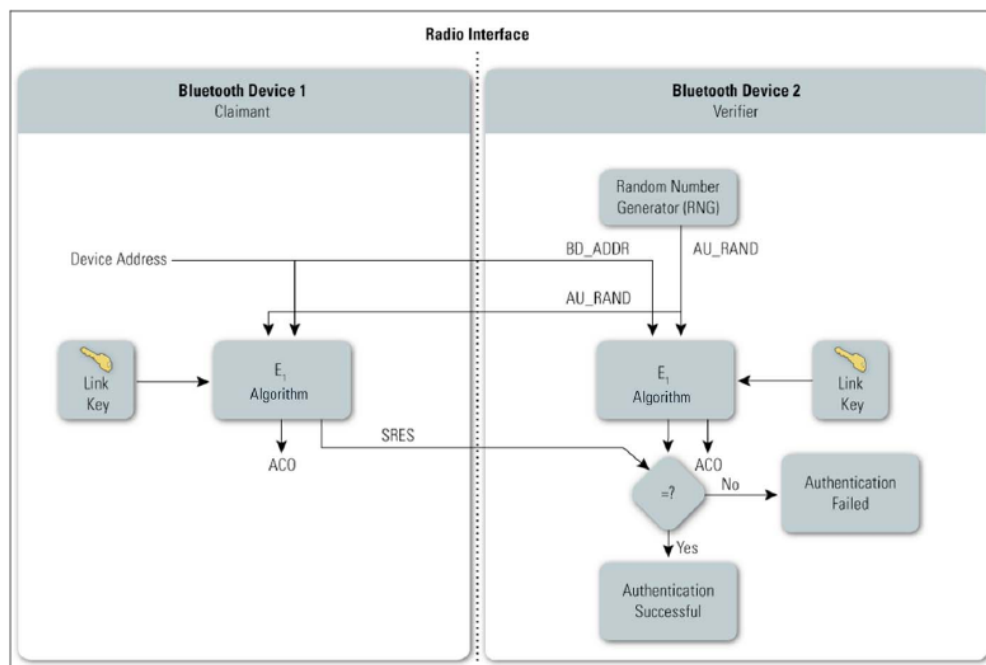 Radio Interface
Bluetooth Device 1
Claimant
Bluetooth Device 2
Verifier
Random Number
Generator (RNG)
Device Address
BD_ADDR
AU_RAND
AU_RAND
Link
Key
E1
Algorithm
E1
Algorithm
Link
Key
SRES
ACO
ACO
=?
No
Authentication
Failed
Yes
Authentication
Successful